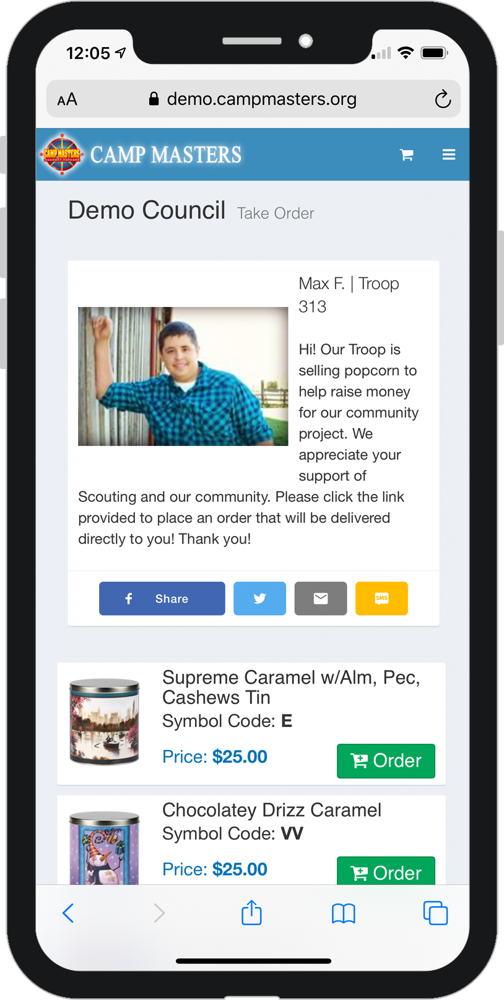 12:05
AA demo.campmasters.org
CAMP MASTERS
GOURMET POPCORN
CAMP MASTERS
Demo Council Take Order
Max F. | Troop
313
Hi! Our Troop is
selling popcorn to
help raise money
for our community
project. We
appreciate your
support of
Scouting and our community. Please click the link
provided to place an order that will be delivered
directly to you! Thank you!
f Share
SMS
Supreme Caramel w/Alm, Pec,
Cashews Tin
Symbol Code: E
Price: $25.00
Order
Chocolatey Drizz Caramel
Symbol Code: VV
Price: $25.00
Order